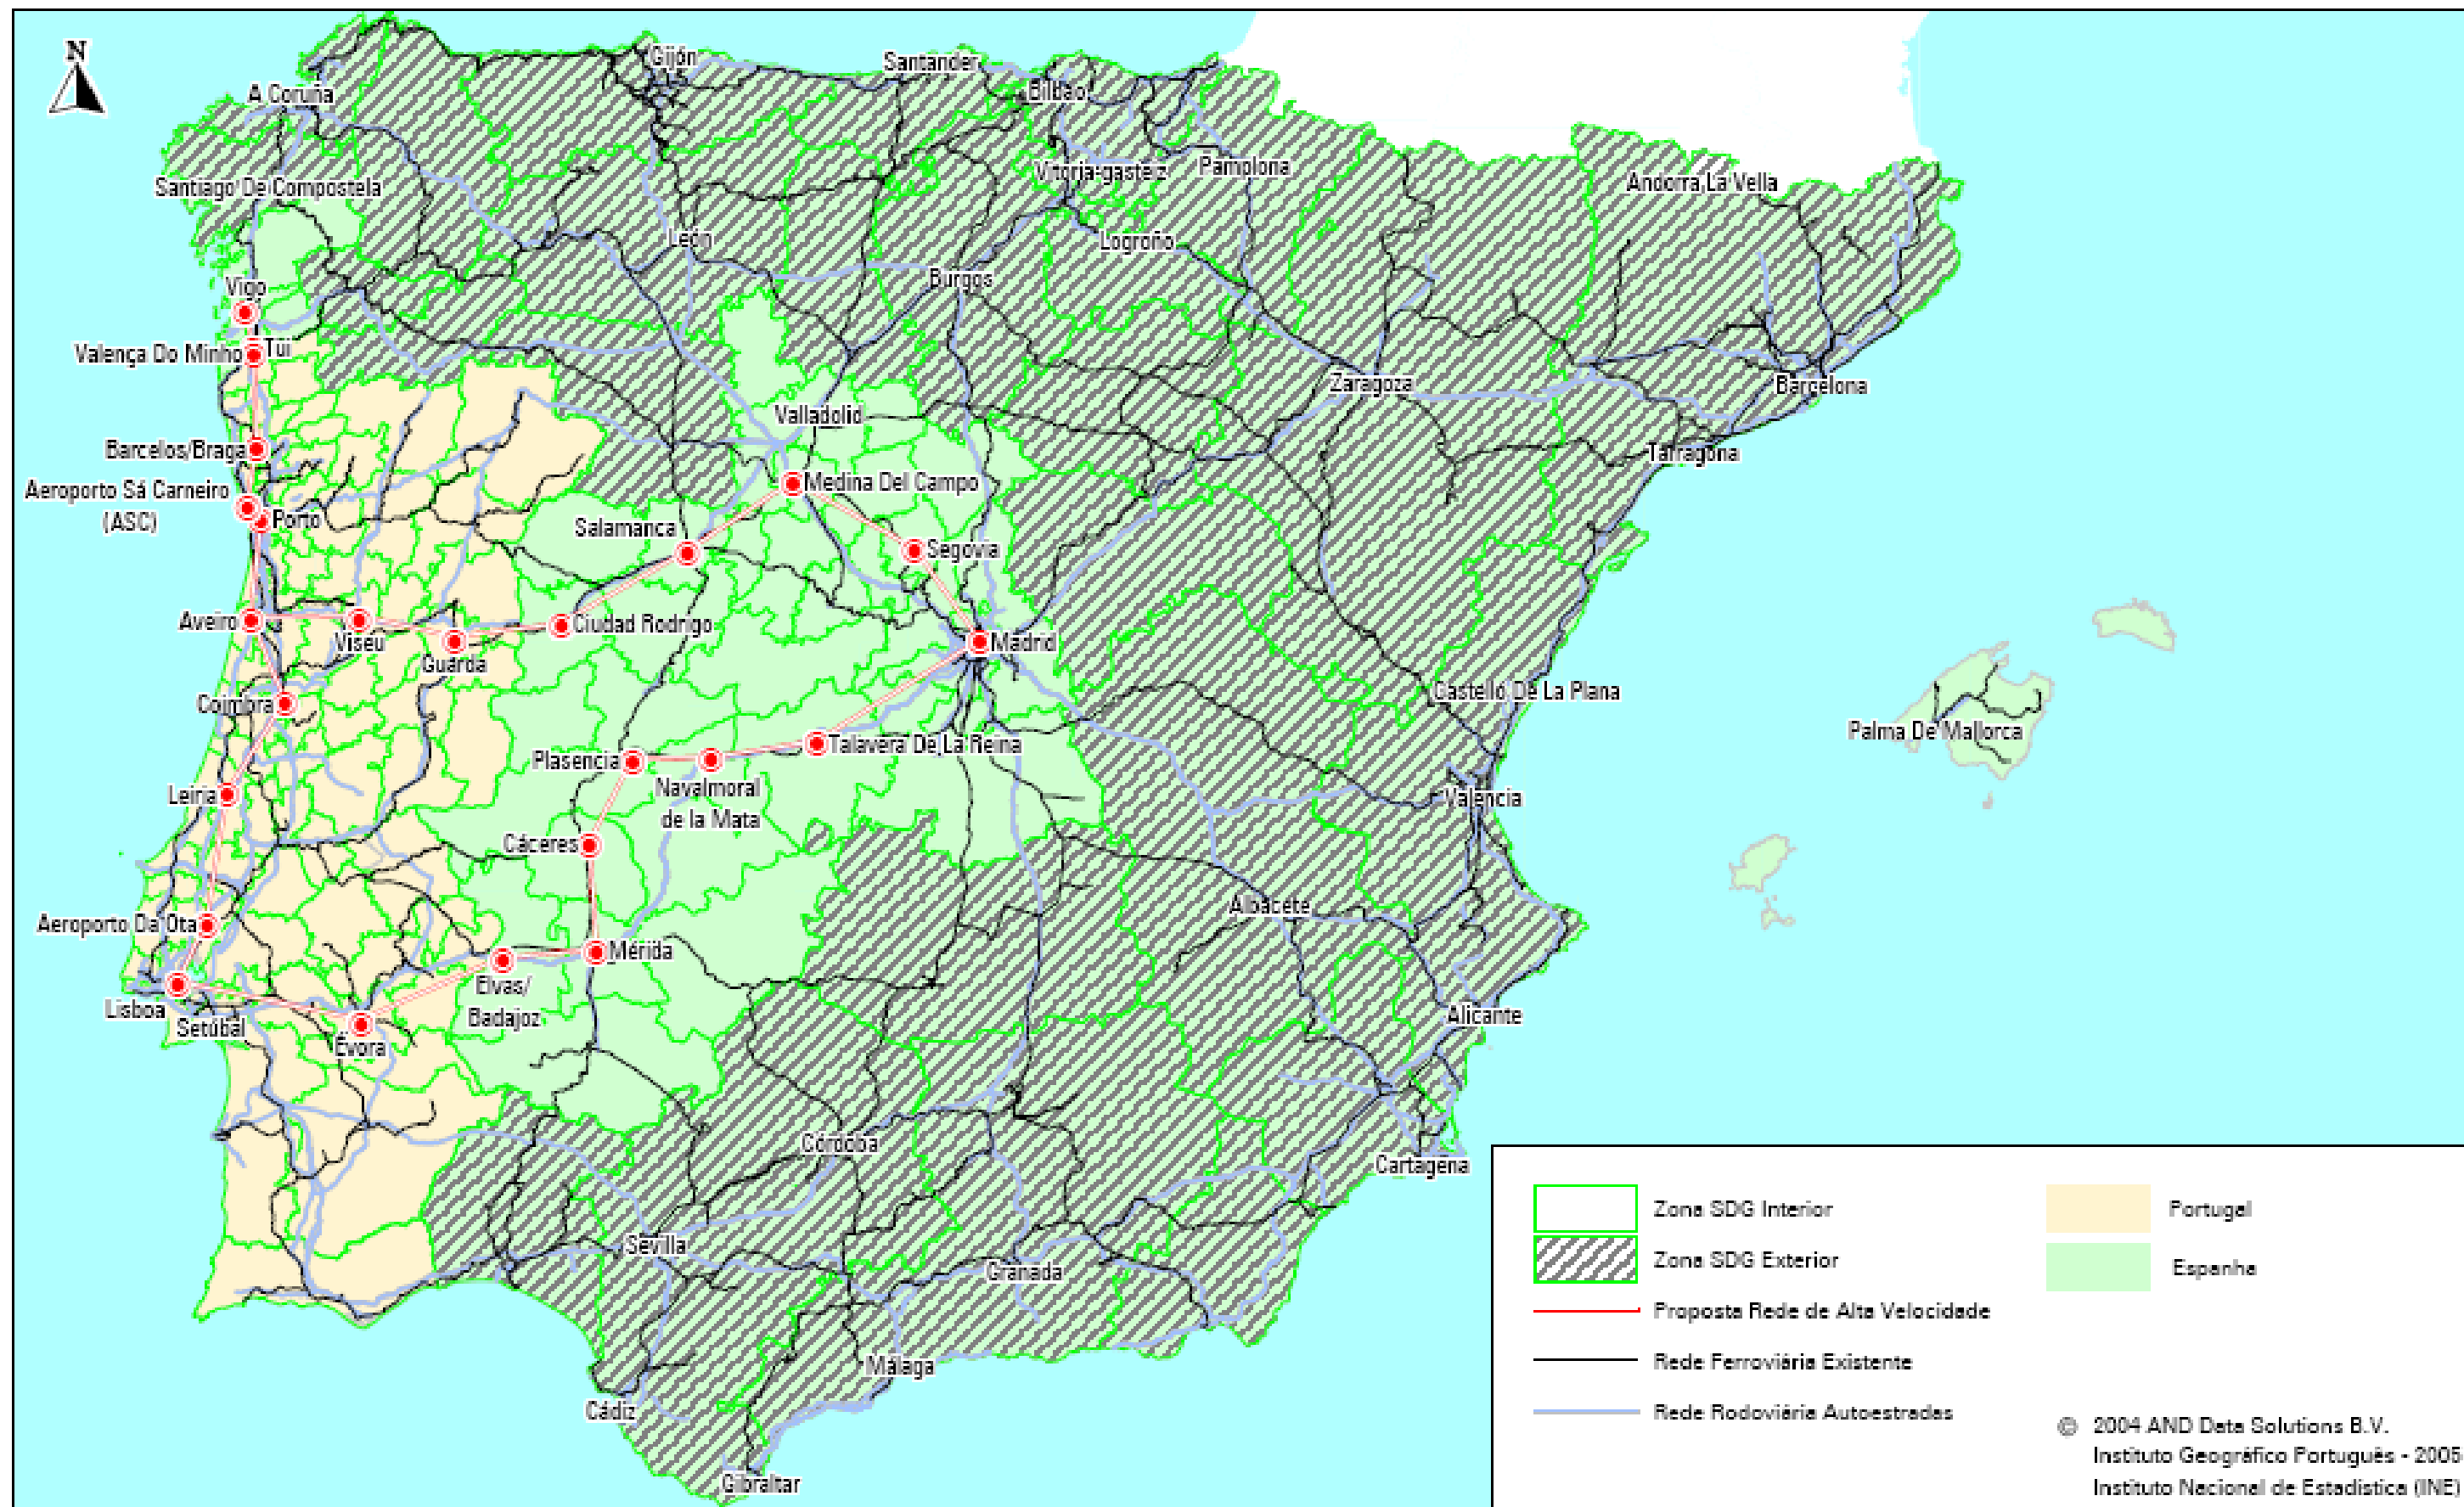 N
Gijón
Santander
A Coruña
Bilbao
Vitoria-gasteiz
Pamplona
Santiago De Compostela
Andorra La Vella
León
Logroño
Burgos
Vigo
Tui
Valença Do Minho
Zaragoza
Barcelona
Valladolid
Barcelos/Braga
Tarragona
Medina Del Campo
Aeroporto Sá Carneiro
(ASC)
Porto
Salamanca
Segovia
Aveiro
Viseu
Guarda
Ciudad Rodrigo
Madrid
Coimbra
Castelló De La Plana
Palma De Mallorca
Talavera De La Reina
Plasencia
Navalmoral
de la Mata
Leiria
Valencia
Cáceres
Albacete
Aeroporto Da Ota
Mérida
Elvas/
Badajoz
Lisboa
Setúbal
Évora
Alicante
Córdoba
Cartagena
Sevilla
Granada
Málaga
Cádiz
Gibraltar
Zona SDG Interior
Zona SDG Exterior
Proposta Rede de Alta Velocidade
Rede Ferroviária Existente
Rede Rodoviária Autoestradas
Portugal
Espanha
© 2004 AND Data Solutions B.V.
Instituto Geográfico Português - 2005
Instituto Nacional de Estadística (INE)